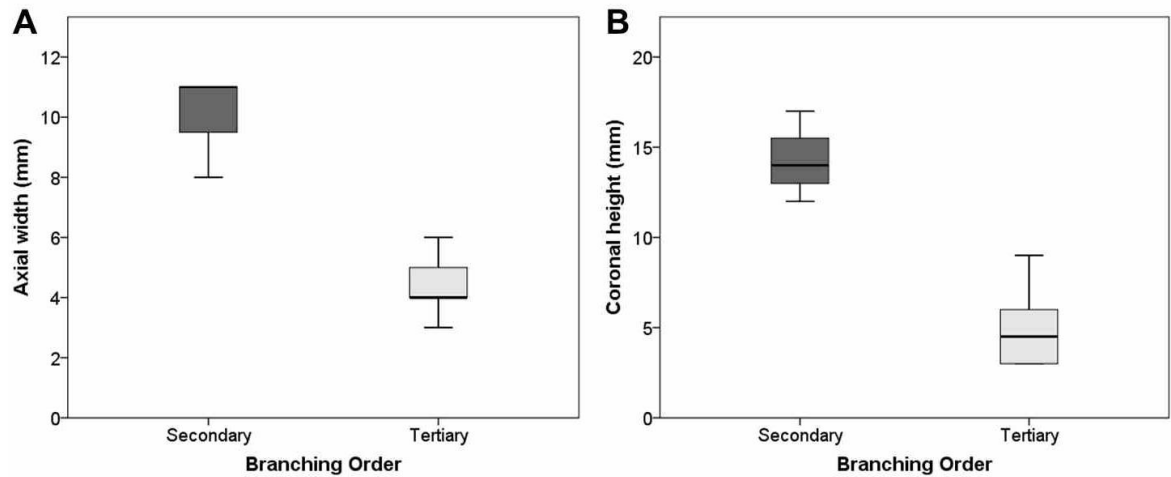 A
12
10
8
6
4
2
0
Axial width (mm)
Secondary
Tertiary
Branching Order
B
20
15
10
5
0
Coronal height (mm)
Secondary
Tertiary
Branching Order